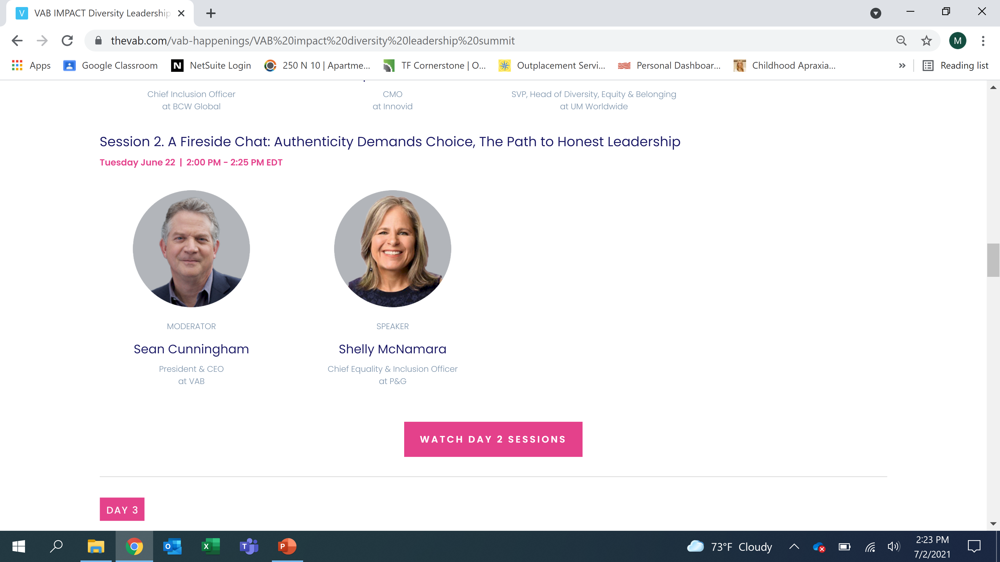 V VAB IMPACT Diversity Leadership
thevab.com/vab-happenings/VAB%20impact%20diversity%20leadership%20summit
M
Apps Google Classroom N NetSuite Login 250 N 10 | Apartme... TF Cornerstone | O... Outplacement Servi... Personal Dashboar... Childhood Apraxia... » Reading list
Chief Inclusion Officer
at BCW Global
CMO
at Innovid
SVP, Head of Diversity, Equity & Belonging
at UM Worldwide
Session 2. A Fireside Chat: Authenticity Demands Choice, The Path to Honest Leadership
Tuesday June 22 | 2:00 PM - 2:25 PM EDT
MODERATOR
Sean Cunningham
President & CEO
at VAB
SPEAKER
Shelly McNamara
Chief Equality & Inclusion Officer
at P&G
WATCH DAY 2 SESSIONS
DAY 3
O X T P
73°F Cloudy
2:23 PM
7/2/2021